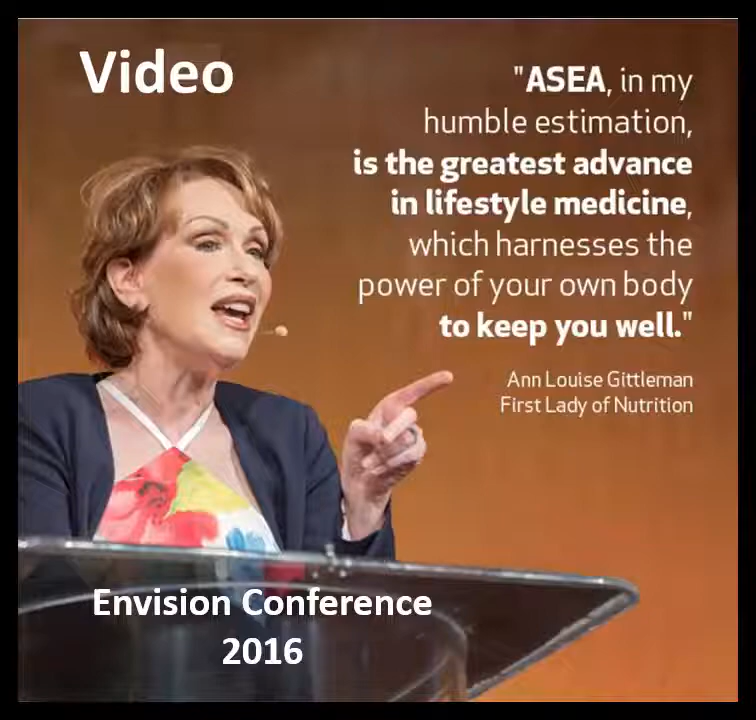 Video
"ASEA, in my
humble estimation,
is the greatest advance
in lifestyle medicine,
which harnesses the
power of your own body
to keep you well."
Ann Louise Gittleman
First Lady of Nutrition
Envision Conference
2016